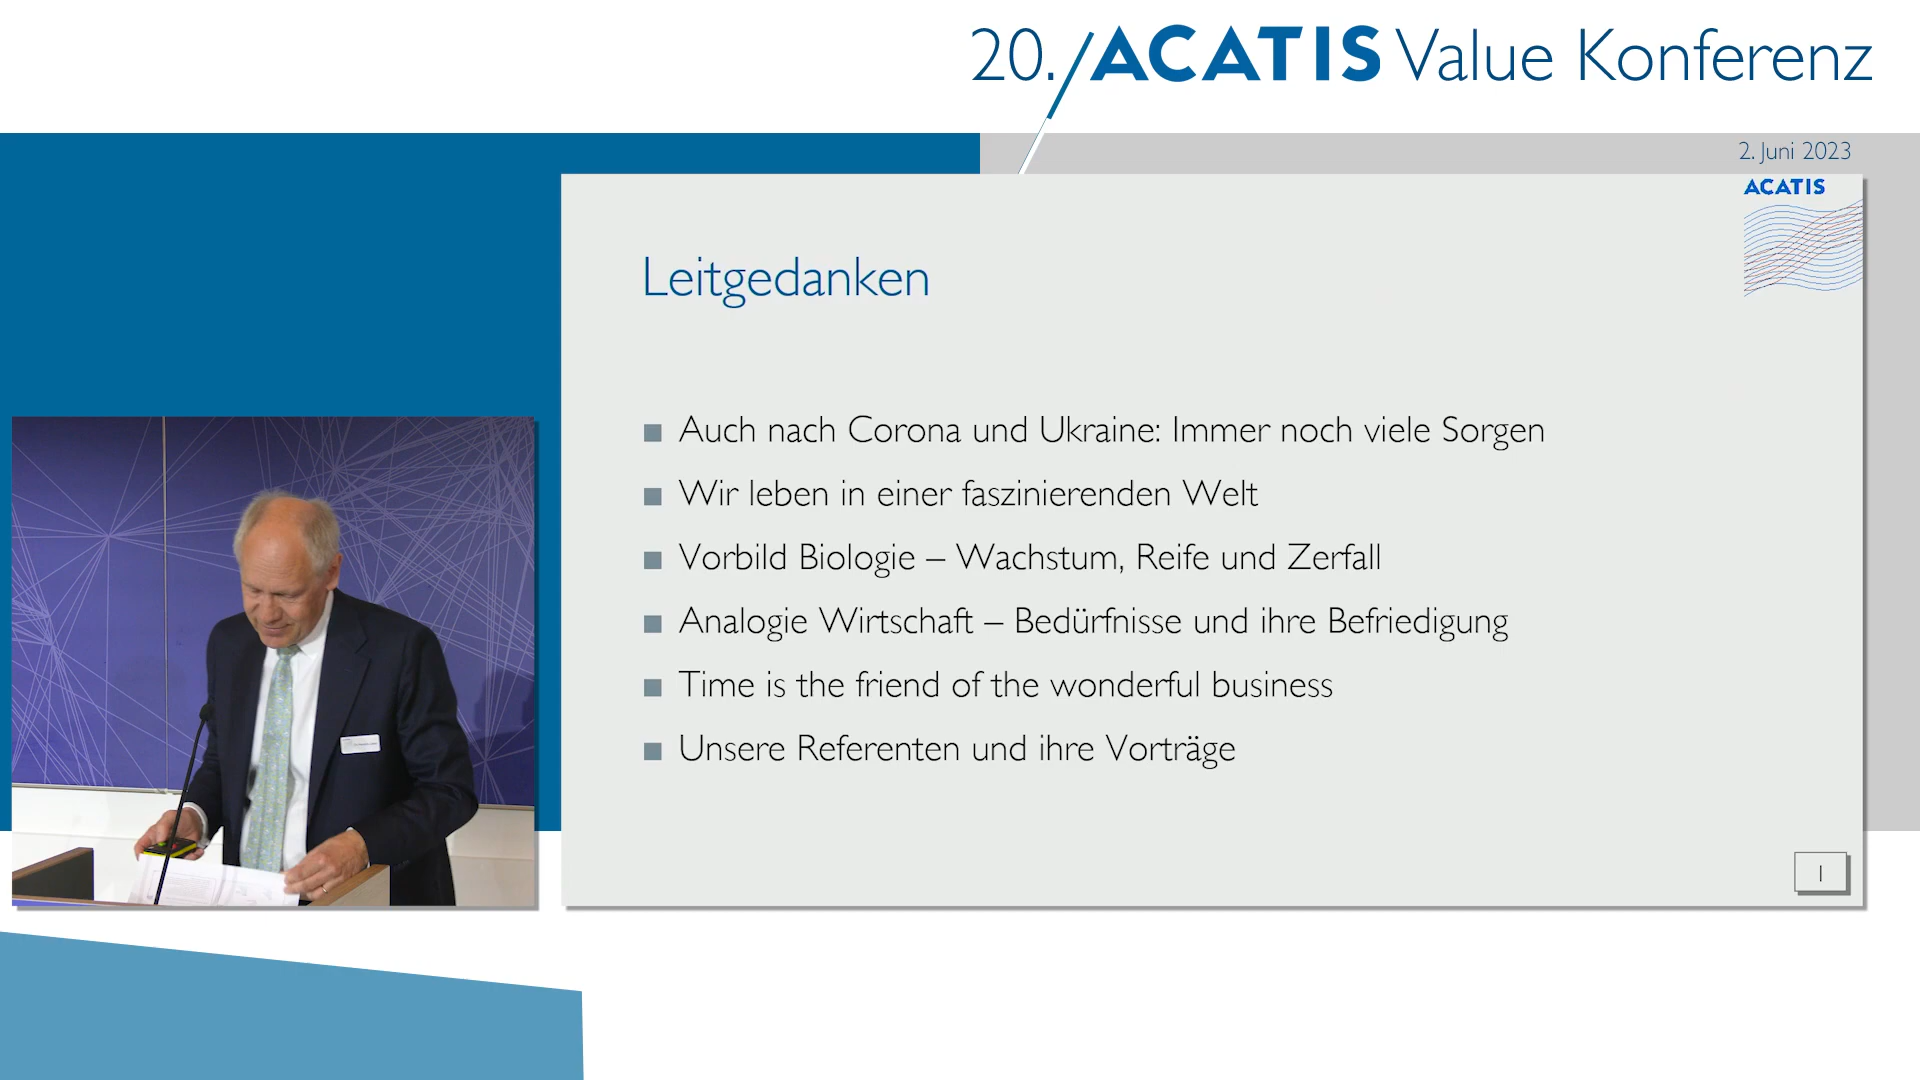 20. ACATIS Value Konferenz
2. Juni 2023
ACATIS
Leitgedanken
Auch nach Corona und Ukraine: Immer noch viele Sorgen
Wir leben in einer faszinierenden Welt
Vorbild Biologie – Wachstum, Reife und Zerfall
Analogie Wirtschaft – Bedürfnisse und ihre Befriedigung
Time is the friend of the wonderful business
Unsere Referenten und ihre Vorträge
1